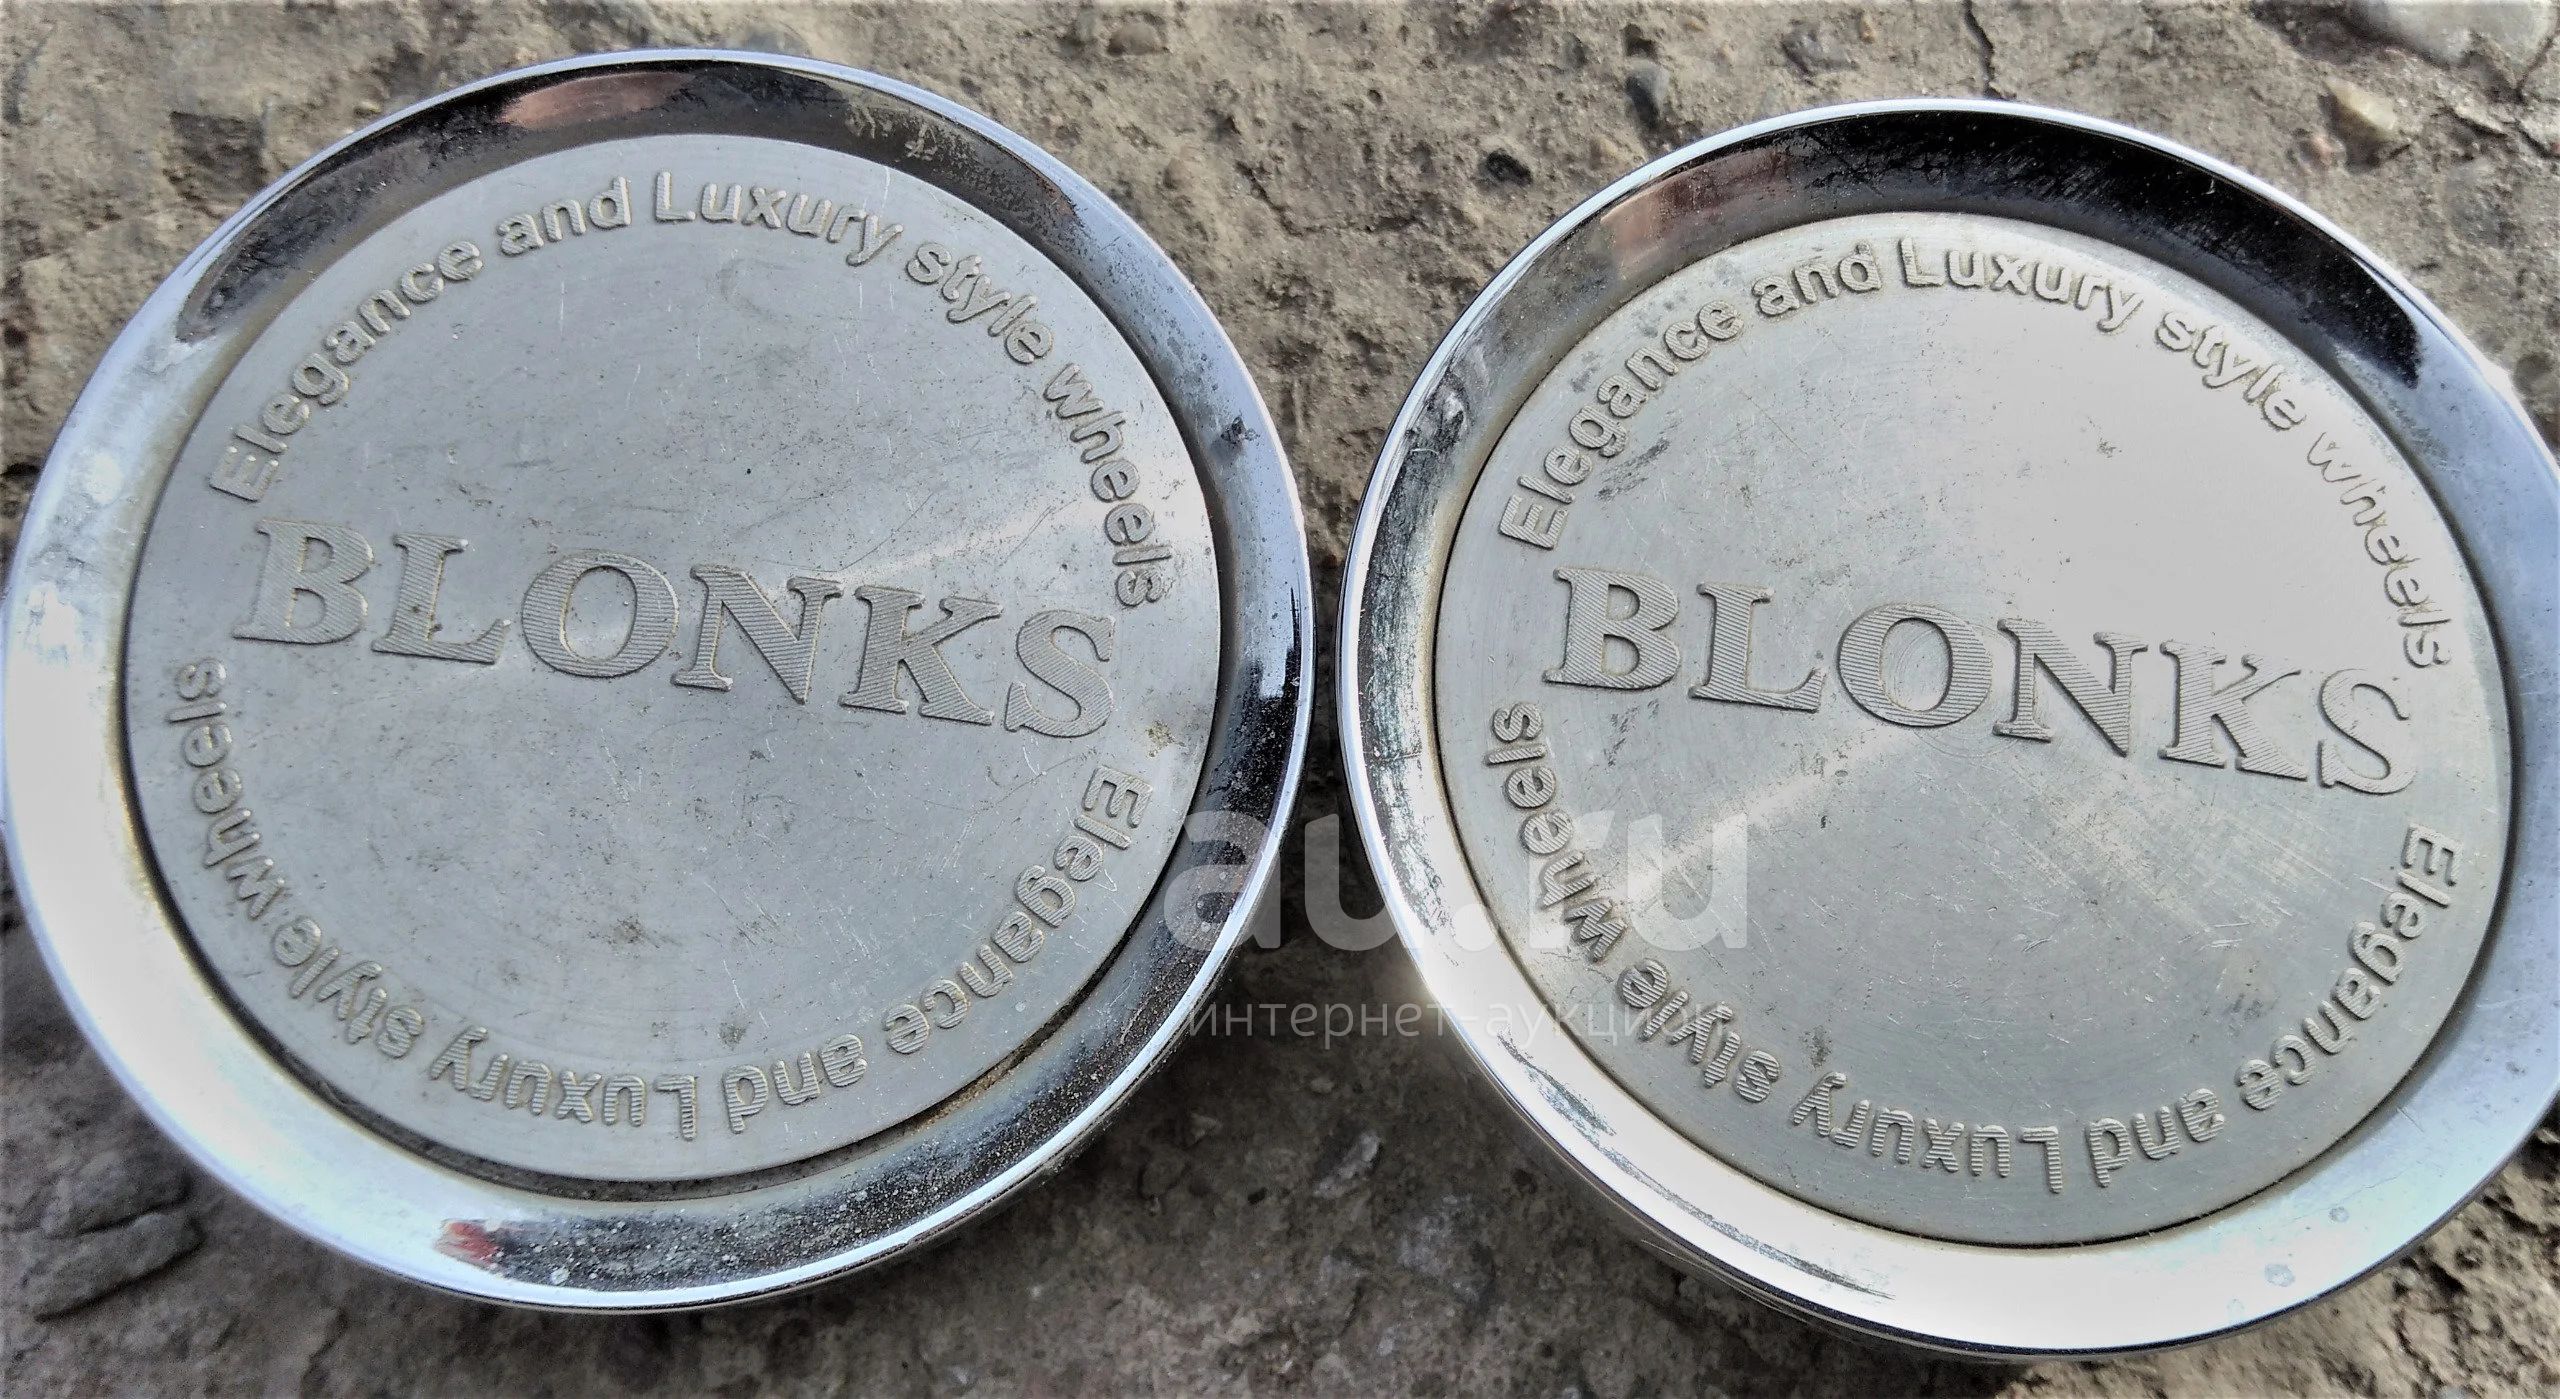 Elegance and Luxury style wheels
BLONKS
Elegance and Luxury style wheels
Elegance and Luxury style wheels
BLONKS
Elegance and Luxury style wheels
au.ru
интернет-аукцион